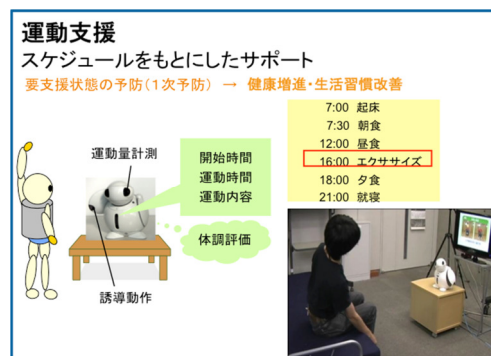 運動支援
スケジュールをもとにしたサポート
要支援状態の予防(1次予防) → 健康増進・生活習慣改善
運動量計測
開始時間
運動時間
運動内容
体調評価
誘導動作
7:00 起床
7:30 朝食
12:00 昼食
16:00 エクササイズ
18:00 夕食
21:00 就寝